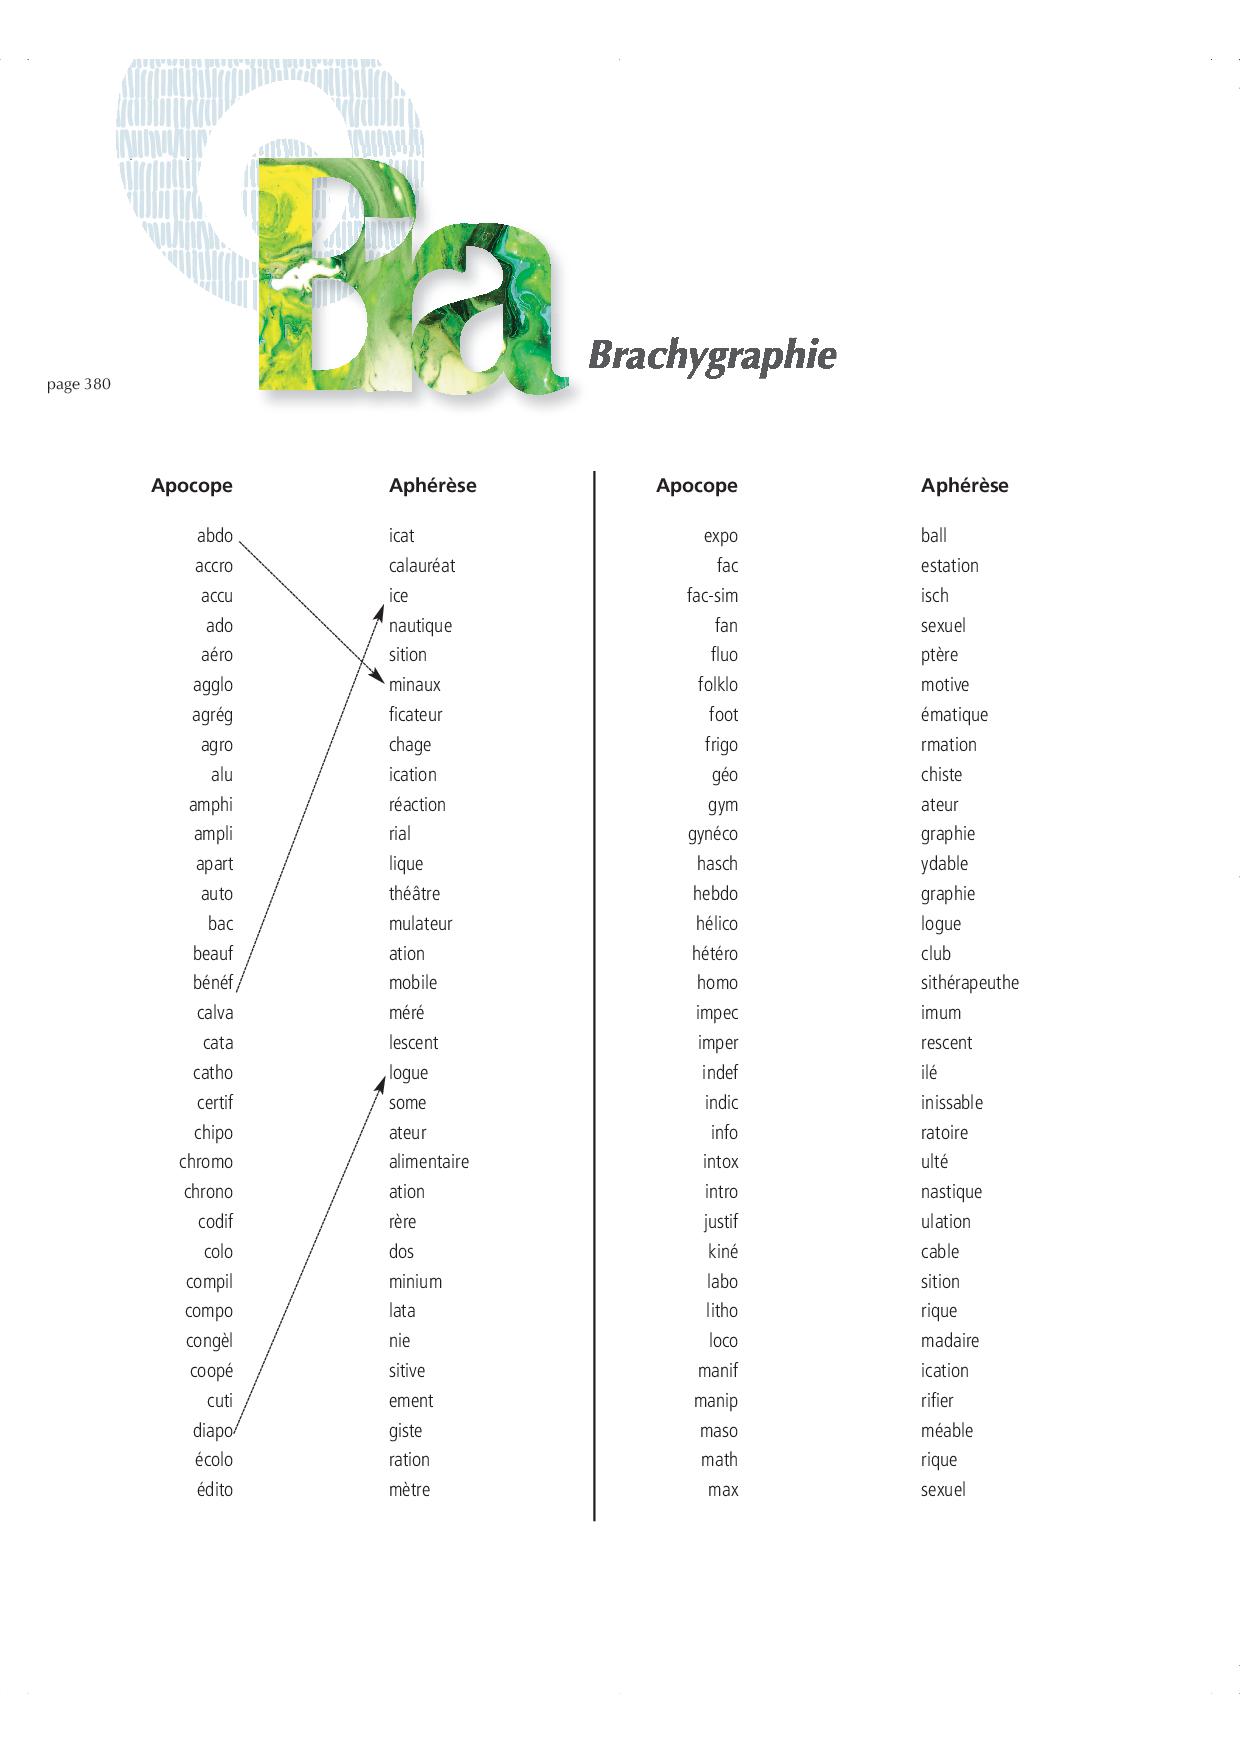 Ba
Brachygraphie
page 380
Apocope
abdo
accro
accu
ado
aéro
agglo
agrég
agro
alu
amphi
ampli
apart
auto
bac
beauf
bénéf
calva
cata
catho
certif
chipo
chromo
chrono
codif
colo
compil
compo
congèl
coopé
cuti
diapo
écolo
édito
Aphérèse
icat
calauréat
ice
nautique
sition
minaux
ficateur
chage
ication
réaction
rial
lique
théâtre
mulateur
ation
mobile
méré
lescent
logue
some
ateur
alimentaire
ation
rère
dos
minium
lata
nie
sitive
ement
giste
ration
mètre
Apocope
expo
fac
fac-sim
fan
fluo
folklo
foot
frigo
géo
gym
gynéco
hasch
hebdo
hélico
hétéro
homo
impec
imper
indef
indic
info
intox
intro
justif
kiné
labo
litho
loco
manif
manip
maso
math
max
Aphérèse
ball
estation
isch
sexuel
ptère
motive
ématique
rmation
chiste
ateur
graphie
ydable
graphie
logue
club
sithérapeuthe
imum
rescent
ilé
inissable
ratoire
ulté
nastique
ulation
cable
sition
rique
madaire
ication
rifier
méable
rique
sexuel